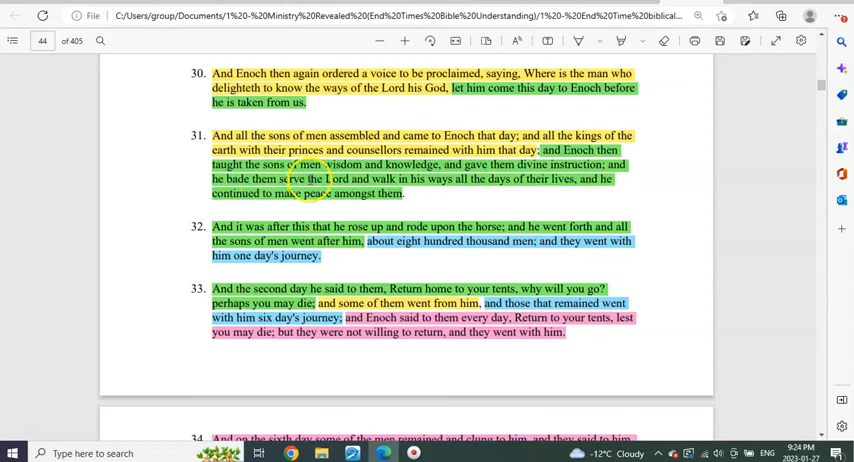 File
C:/Users/group/Documents/1%20-%20Ministry%20Revealed%20(End%20Times%20Bible%20Understanding)/1%20-%20End%20Time%20biblical...
44 of 405
30. And Enoch then again ordered a voice to be proclaimed, saying, Where is the man who
delighteth to know the ways of the Lord his God, let him come this day to Enoch before
he is taken from us.
31. And all the sons of men assembled and came to Enoch that day; and all the kings of the
earth with their princes and counsellors remained with him that day; and Enoch then
taught the sons of men wisdom and knowledge, and gave them divine instruction; and
he bade them serve the Lord and walk in his ways all the days of their lives, and he
continued to make peace amongst them.
32. And it was after this that he rose up and rode upon the horse; and he went forth and all
the sons of men went after him, about eight hundred thousand men; and they went with
him one day's journey.
33. And the second day he said to them, Return home to your tents, why will you go?
perhaps you may die; and some of them went from him, and those that remained went
with him six day's journey; and Enoch said to them every day, Return to your tents, lest
you may die; but they were not willing to return, and they went with him.
34. And on the sixth day some of the men remained and clung to him, and they said to him,
Type here to search
-12°C Cloudy
ENG
9:24 PM
2023-01-27